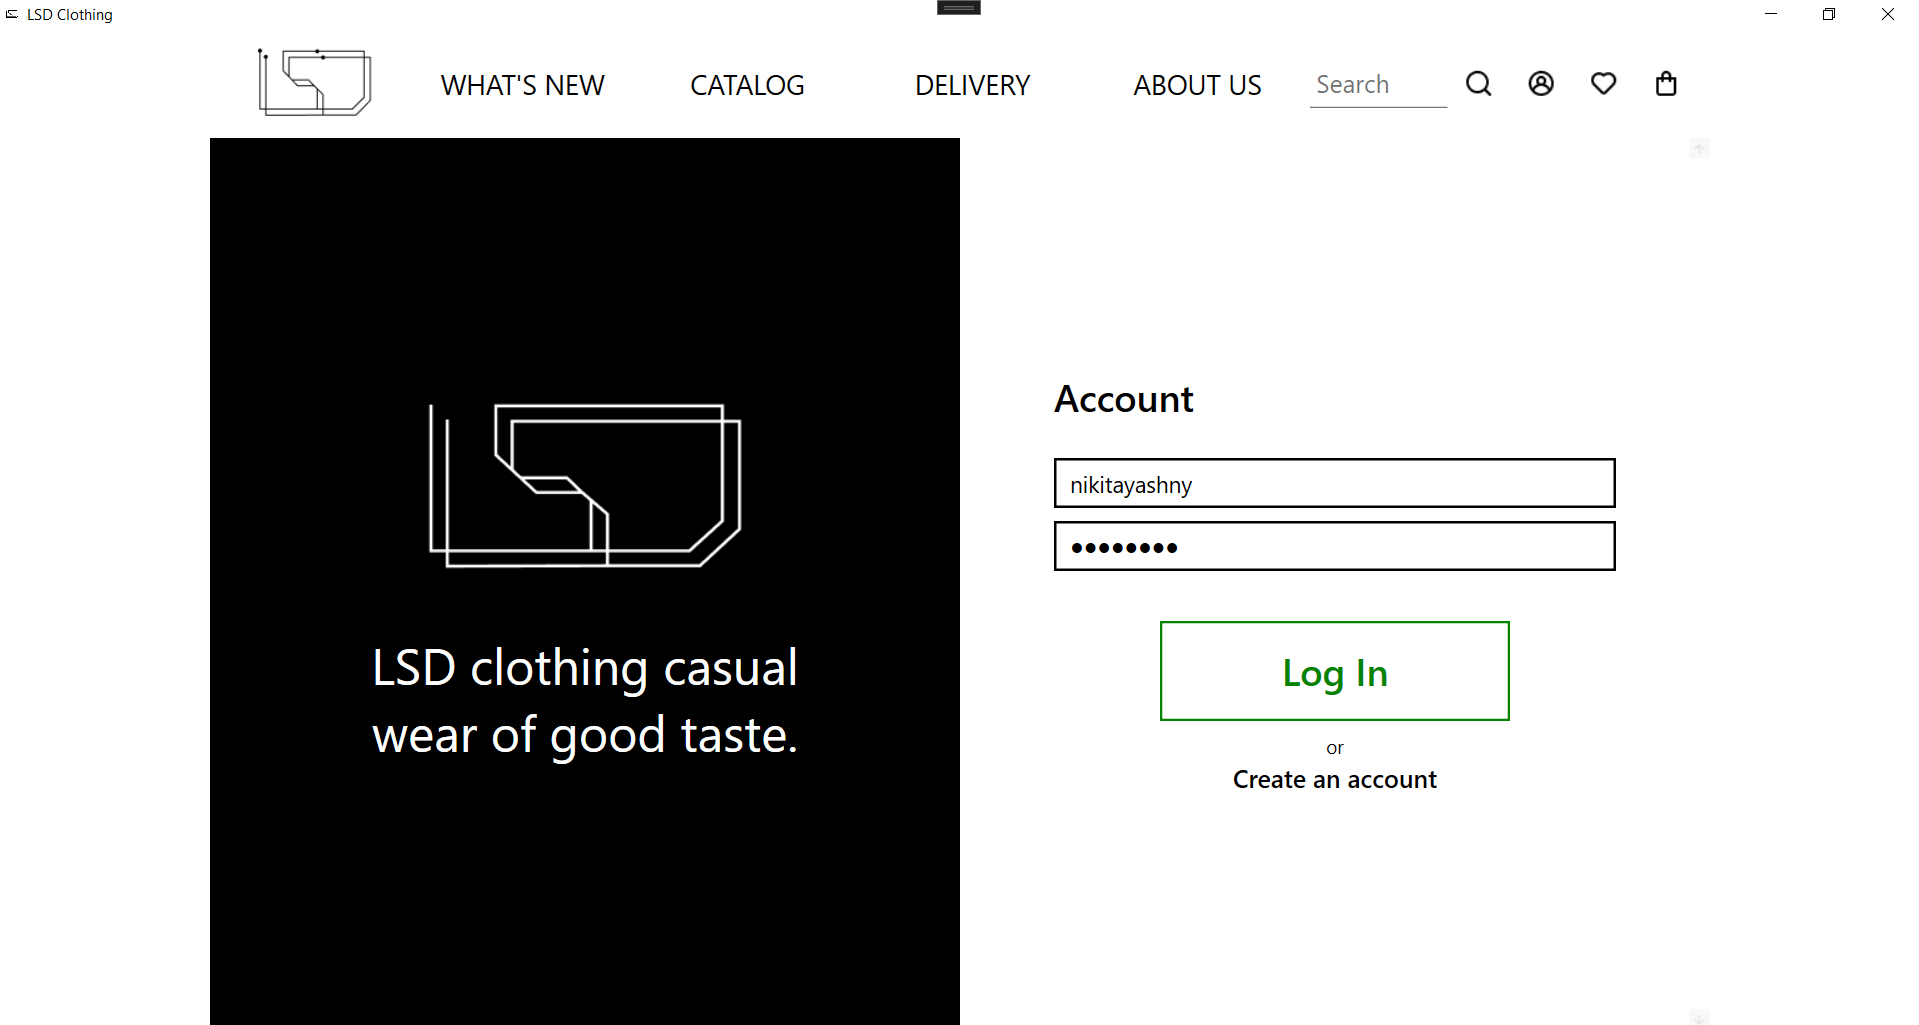 LSD Clothing
WHAT'S NEW CATALOG DELIVERY ABOUT US Search
LSD clothing casual
wear of good taste.
Account
nikitayashny
••••••••
Log In
or
Create an account